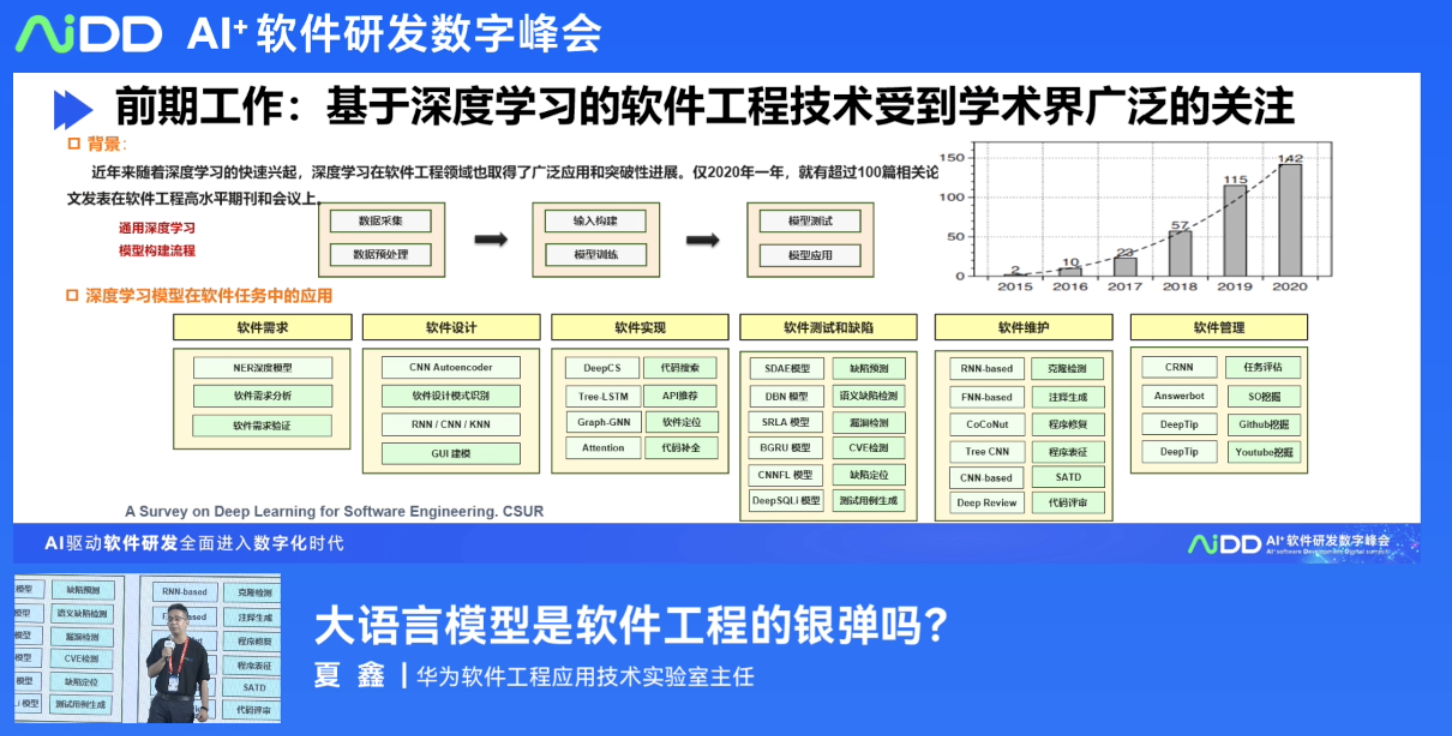 AiDD AI+ 软件研发数字峰会
前期工作：基于深度学习的软件工程技术受到学术界广泛的关注
背景：
近年来随着深度学习的快速兴起，深度学习在软件工程领域也取得了广泛应用和突破性进展。仅2020年一年，就有超过100篇相关论
文发表在软件工程高水平期刊和会议上。
通用深度学习
模型构建流程
数据采集
数据预处理
输入构建
模型训练
模型测试
模型应用
150
100
50
0
2
10
23
57
115
142
2015 2016 2017 2018 2019 2020
深度学习模型在软件任务中的应用
软件需求
NER深度模型
软件需求分析
软件需求验证
软件设计
CNN Autoencoder
软件设计模式识别
RNN / CNN / KNN
GUI 建模
软件实现
DeepCS 代码搜索
Tree-LSTM API推荐
Graph-GNN 软件定位
Attention 代码补全
软件测试和缺陷
SDAE模型 缺陷预测
DBN 模型 语义缺陷检测
SRLA 模型 漏洞检测
BGRU 模型 CVE检测
CNNFL 模型 缺陷定位
DeepSQLi 模型 测试用例生成
软件维护
RNN-based 克隆检测
FNN-based 注释生成
CoCoNut 程序修复
Tree CNN 程序表征
CNN-based SATD
Deep Review 代码评审
软件管理
CRNN 任务评估
Answerbot SO挖掘
DeepTip Github挖掘
DeepTip Youtube挖掘
A Survey on Deep Learning for Software Engineering. CSUR
AI驱动软件研发全面进入数字化时代
AiDD AI+ 软件研发数字峰会
AI+ software Development Digital summit
模型 缺陷预测
模型 语义缺陷检测
模型 漏洞检测
模型 CVE检测
模型 缺陷定位
Li 模型 测试用例生成
RNN-based 克隆检测
ased 注释生成
程序修复
程序表征
SATD
代码评审
大语言模型是软件工程的银弹吗？
夏 鑫 | 华为软件工程应用技术实验室主任